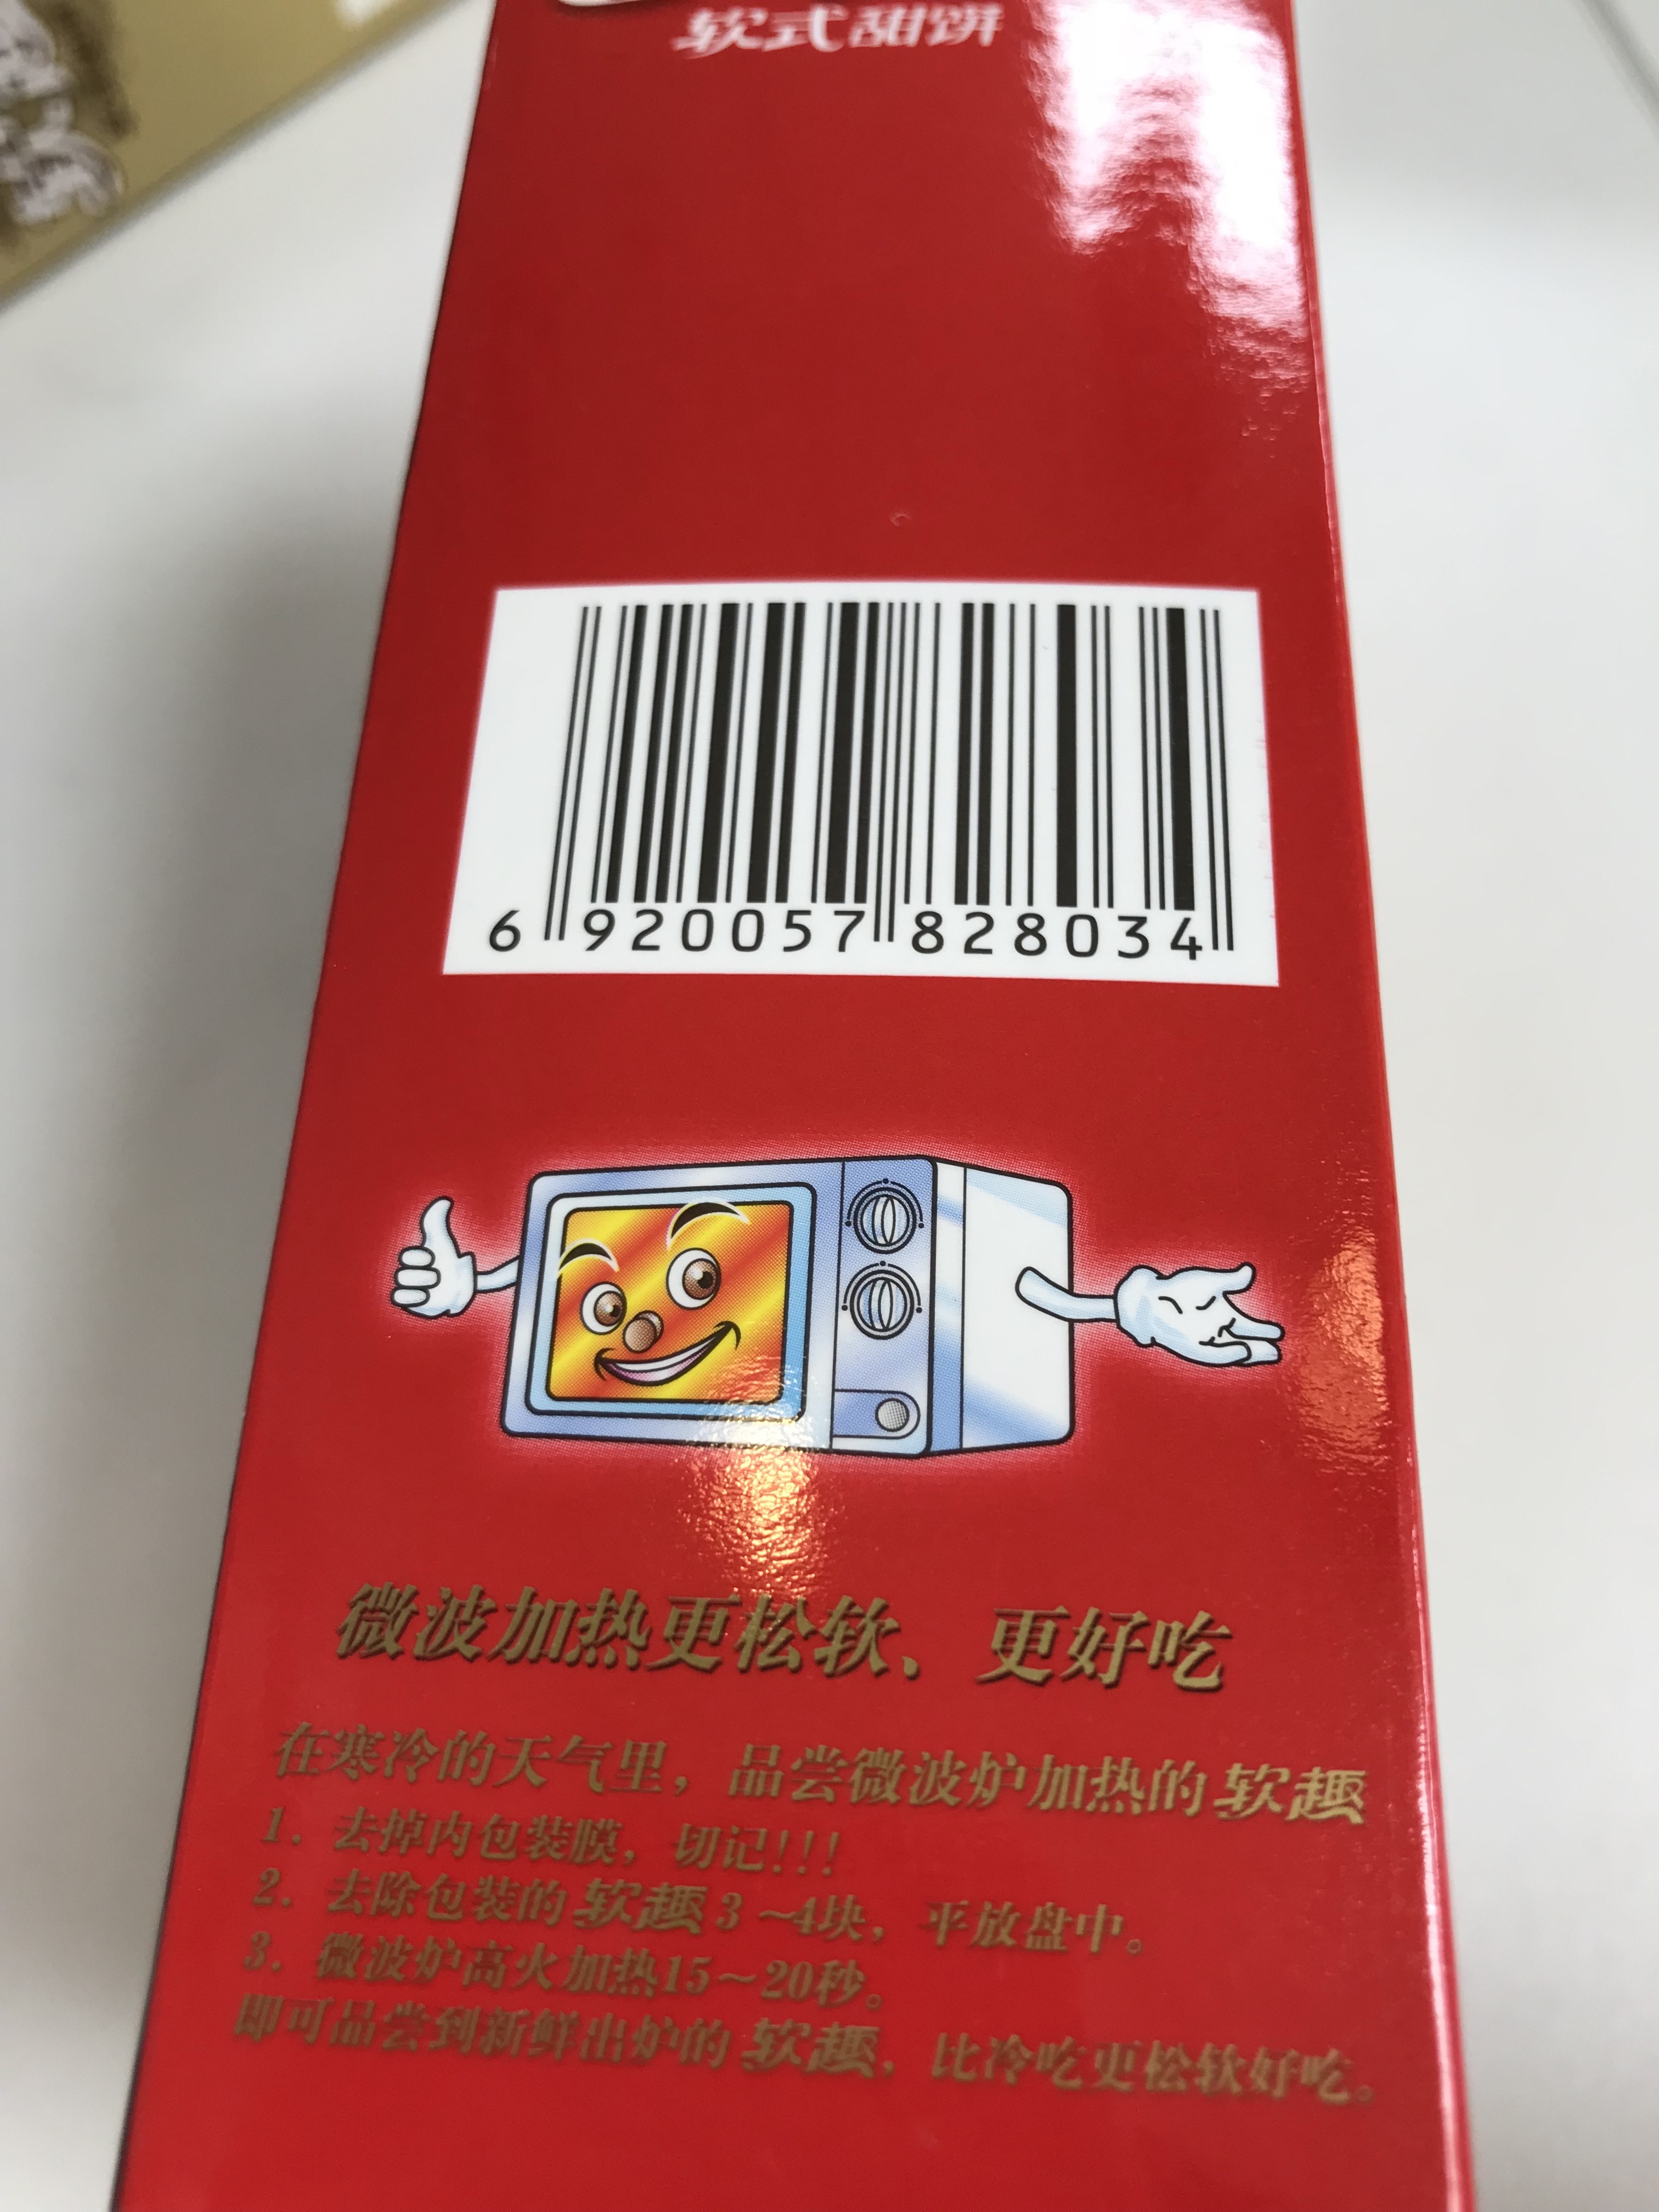 软式甜饼
6 920057 828034
微波加热更松软、更好吃
在寒冷的天气里，品尝微波炉加热的软趣
1. 去掉内包装膜，切记!!!
2. 去除包装的软趣3~4块，平放盘中。
3. 微波炉高火加热15~20秒。
即可品尝到新鲜出炉的软趣，比冷吃更松软好吃。